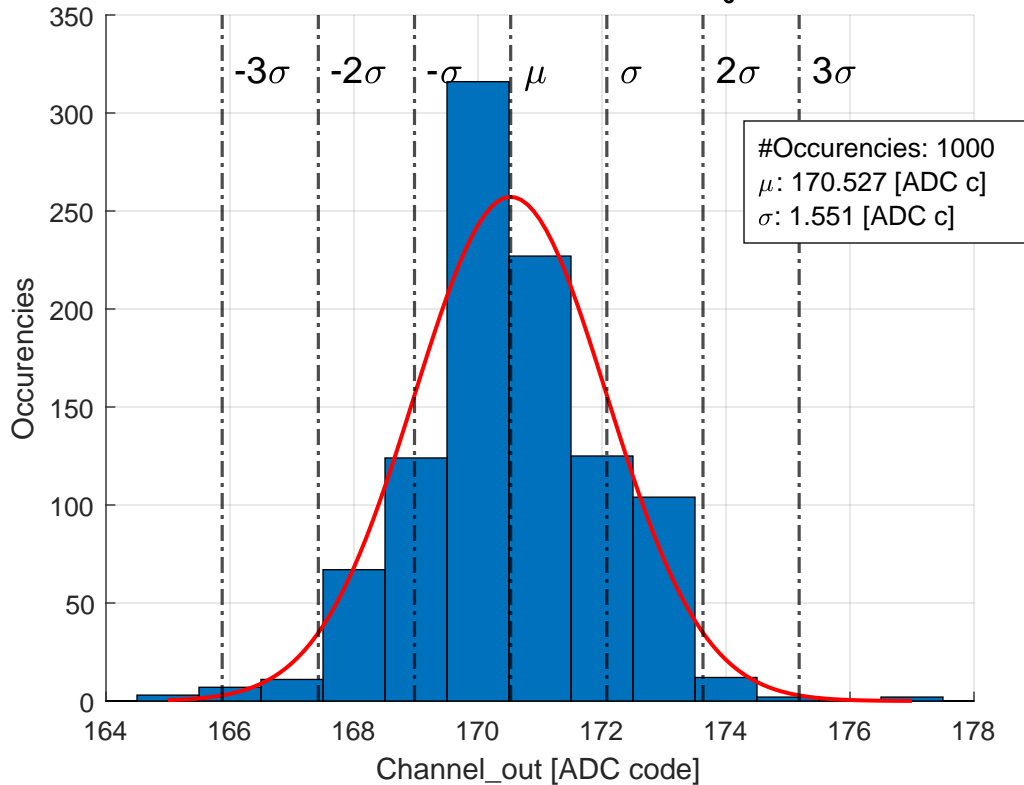 350
300
250
200
150
100
50
0
-3σ
-2σ
-σ
μ
σ
2σ
3σ
#Occurencies: 1000
μ: 170.527 [ADC c]
σ: 1.551 [ADC c]
Occurencies
164
166
168
170
172
174
176
178
Channel_out [ADC code]